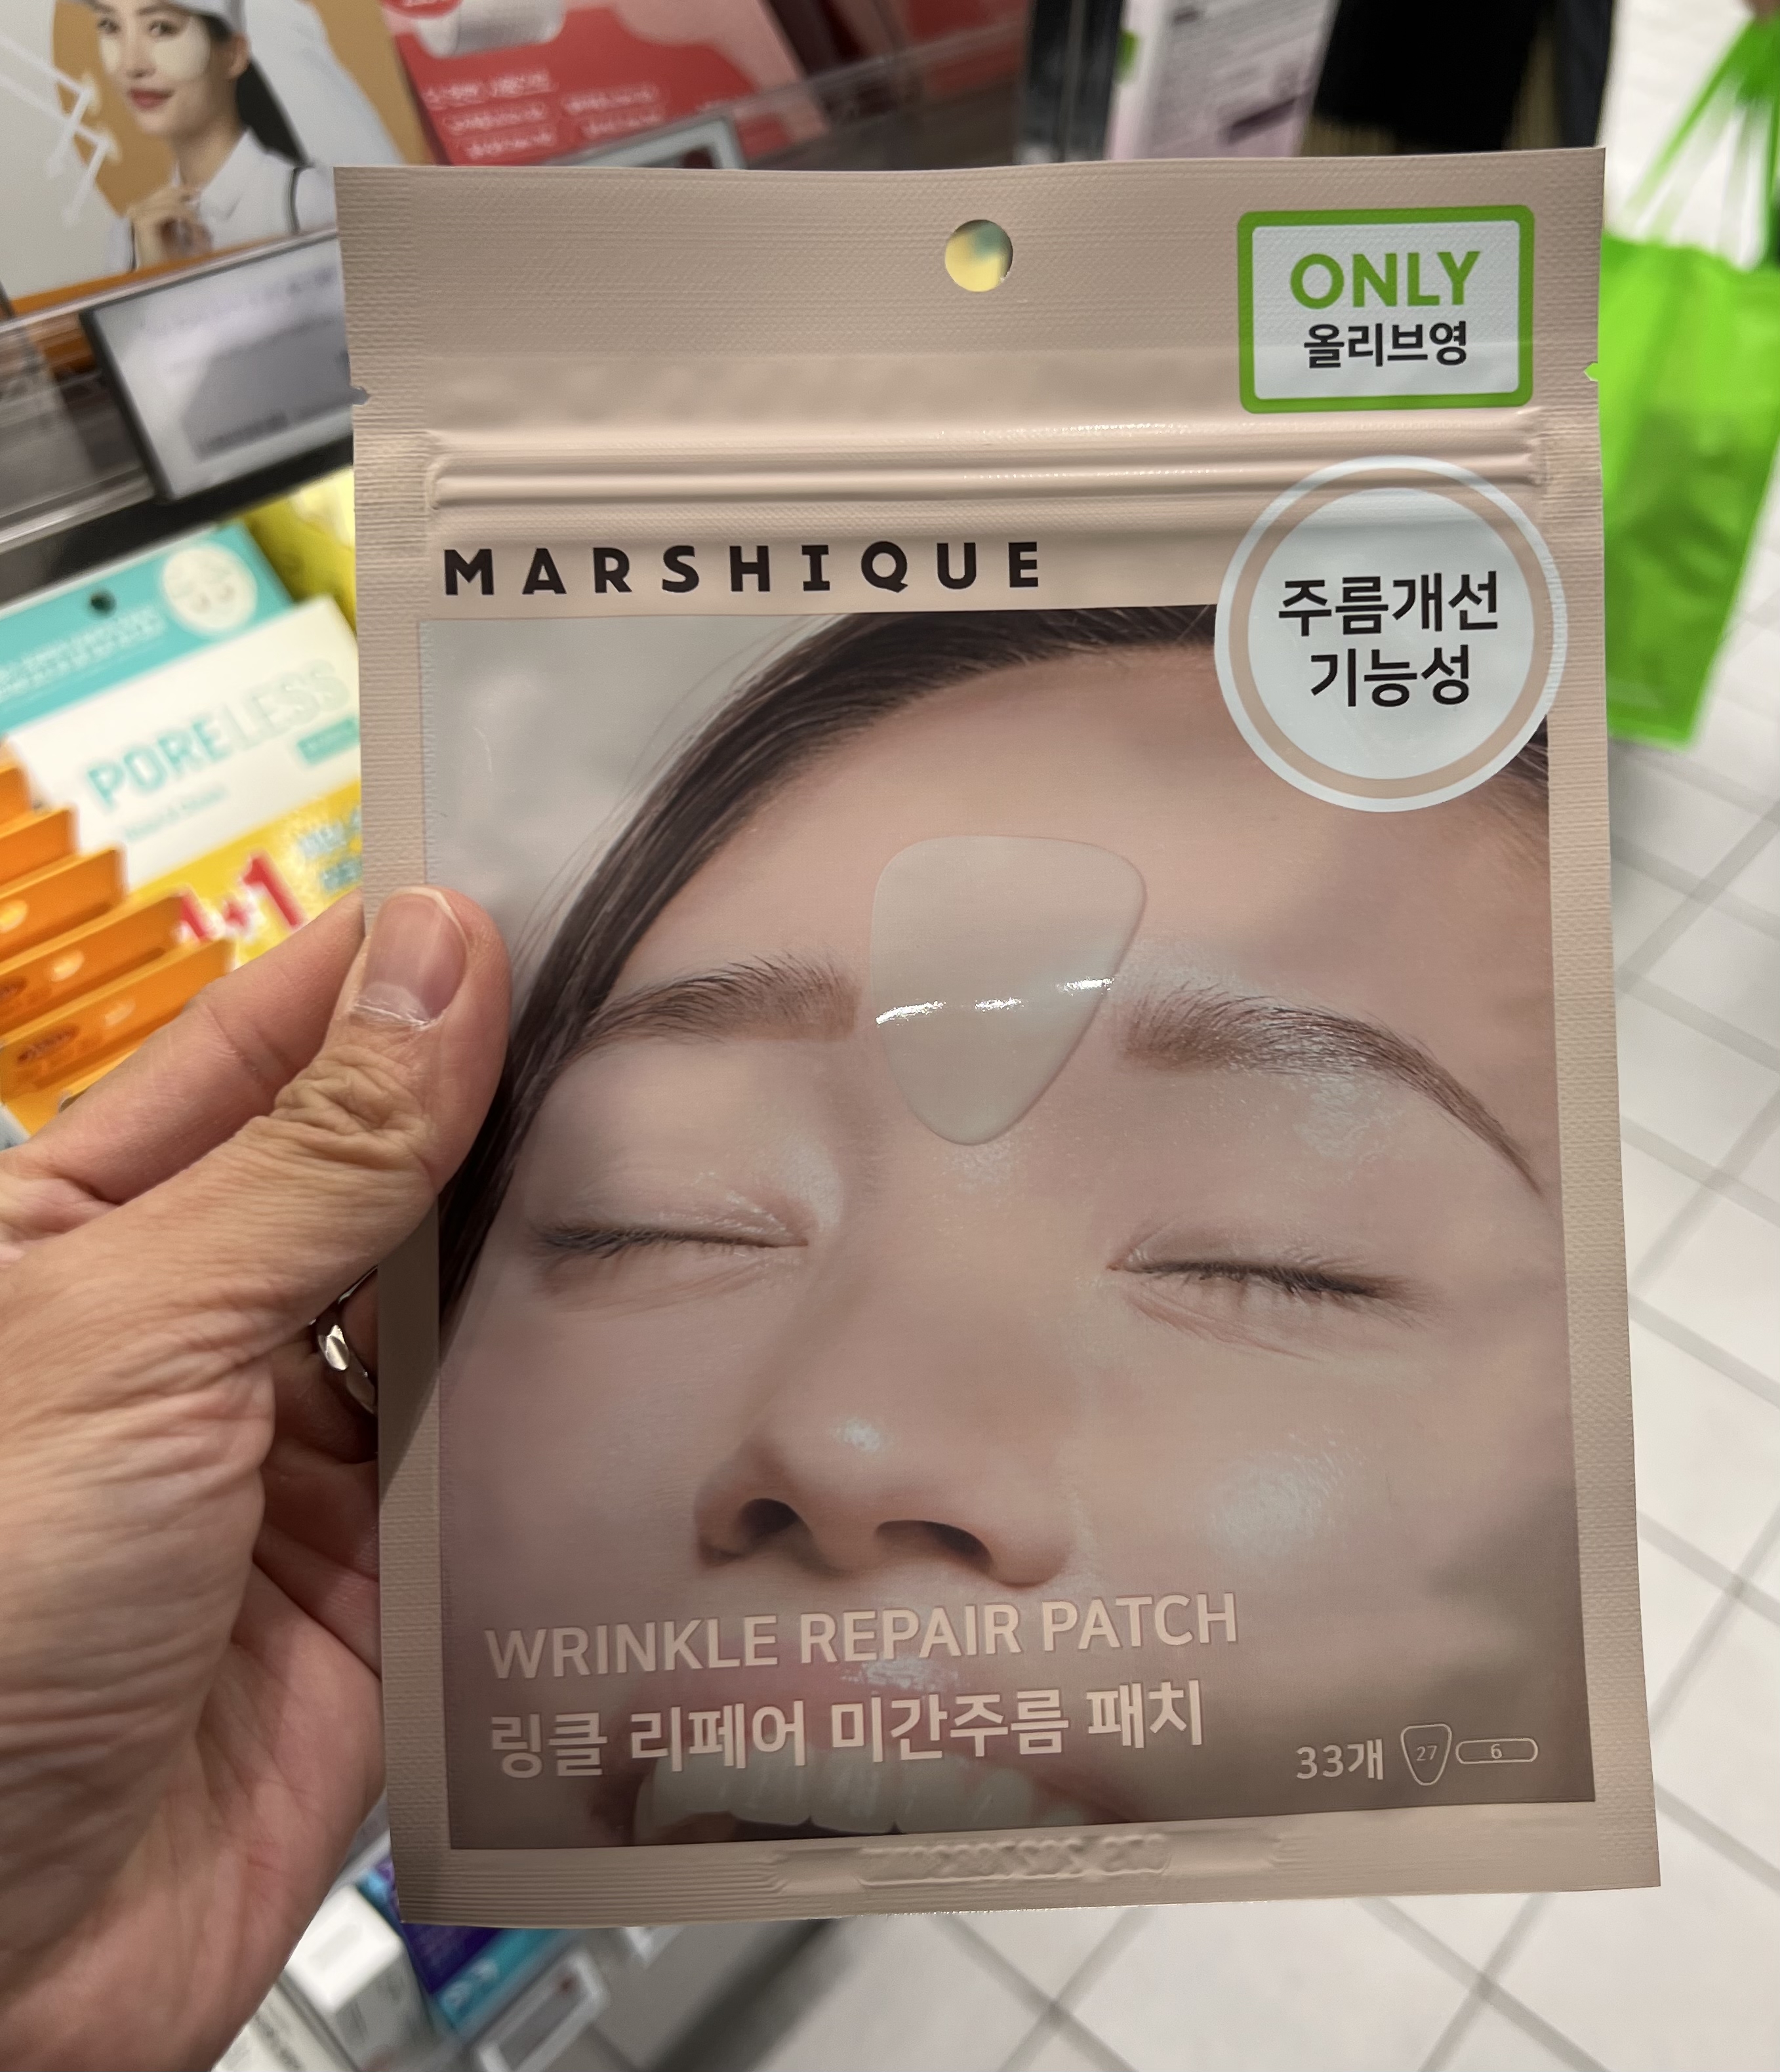 ONLY
올리브영
MARSHIQUE
주름개선
기능성
PORELESS
1+1
WRINKLE REPAIR PATCH
링클 리페어 미간주름 패치
33개 27 6